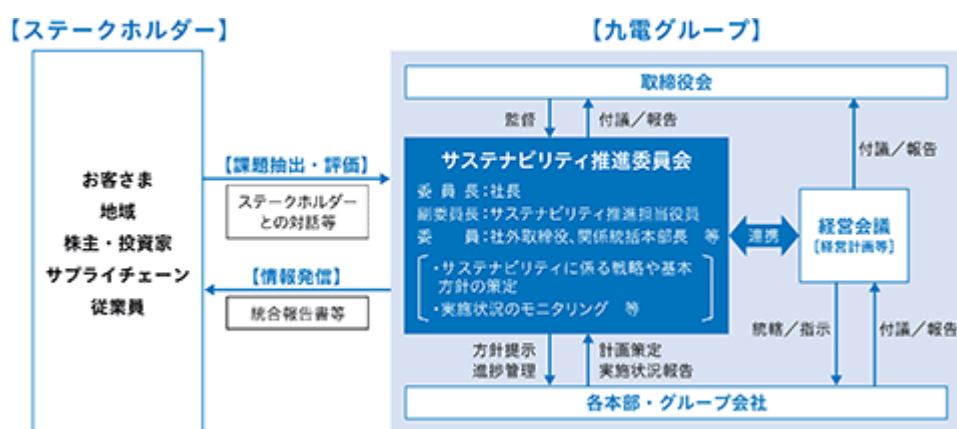 【ステークホルダー】
お客さま
地域
株主・投資家
サプライチェーン
従業員
【課題抽出・評価】
ステークホルダー
との対話等
【情報発信】
統合報告書等
【九電グループ】
取締役会
監督
付議／報告
付議／報告
サステナビリティ推進委員会
委員長：社長
副委員長：サステナビリティ推進担当役員
委　員：社外取締役、関係統括本部長　等
・サステナビリティに係る戦略や基本
方針の策定
・実施状況のモニタリング　等
連携
経営会議
［経営計画等］
方針提示
進捗管理
計画策定
実施状況報告
統轄／指示
付議／報告
各本部・グループ会社